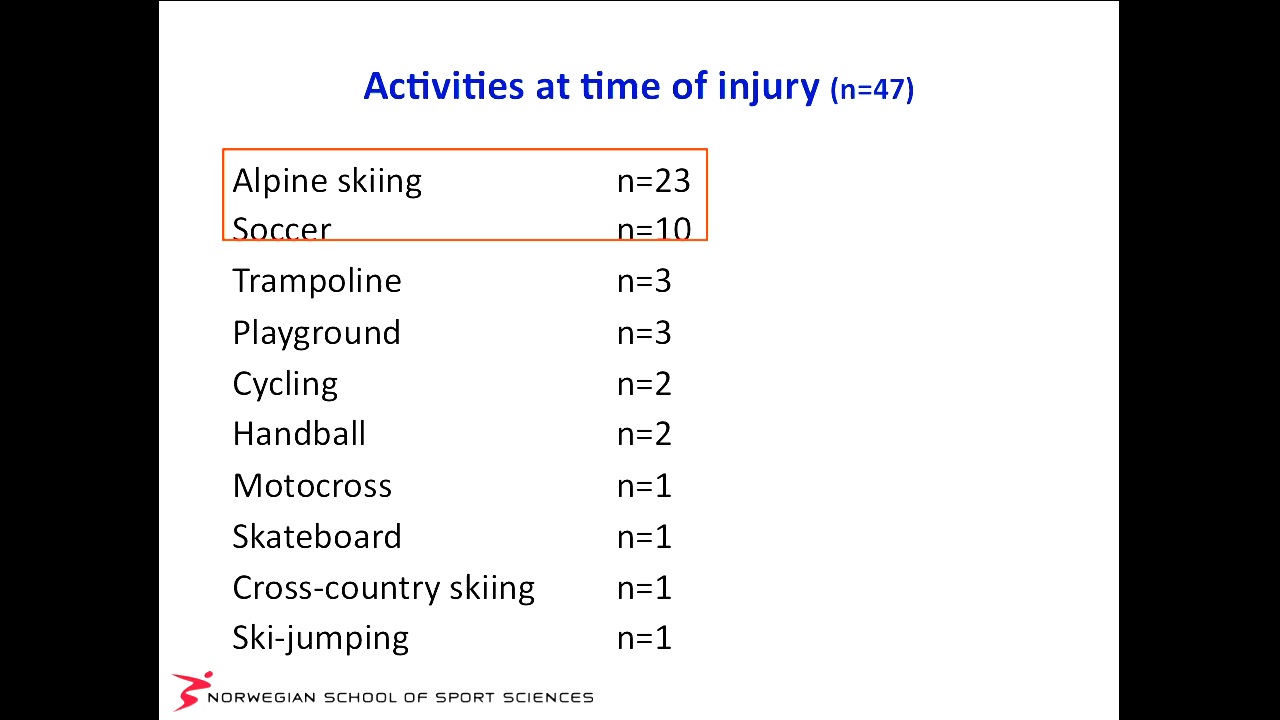 Activities at time of injury (n=47)
Alpine skiing n=23
Soccer n=10
Trampoline n=3
Playground n=3
Cycling n=2
Handball n=2
Motocross n=1
Skateboard n=1
Cross-country skiing n=1
Ski-jumping n=1
NORWEGIAN SCHOOL OF SPORT SCIENCES